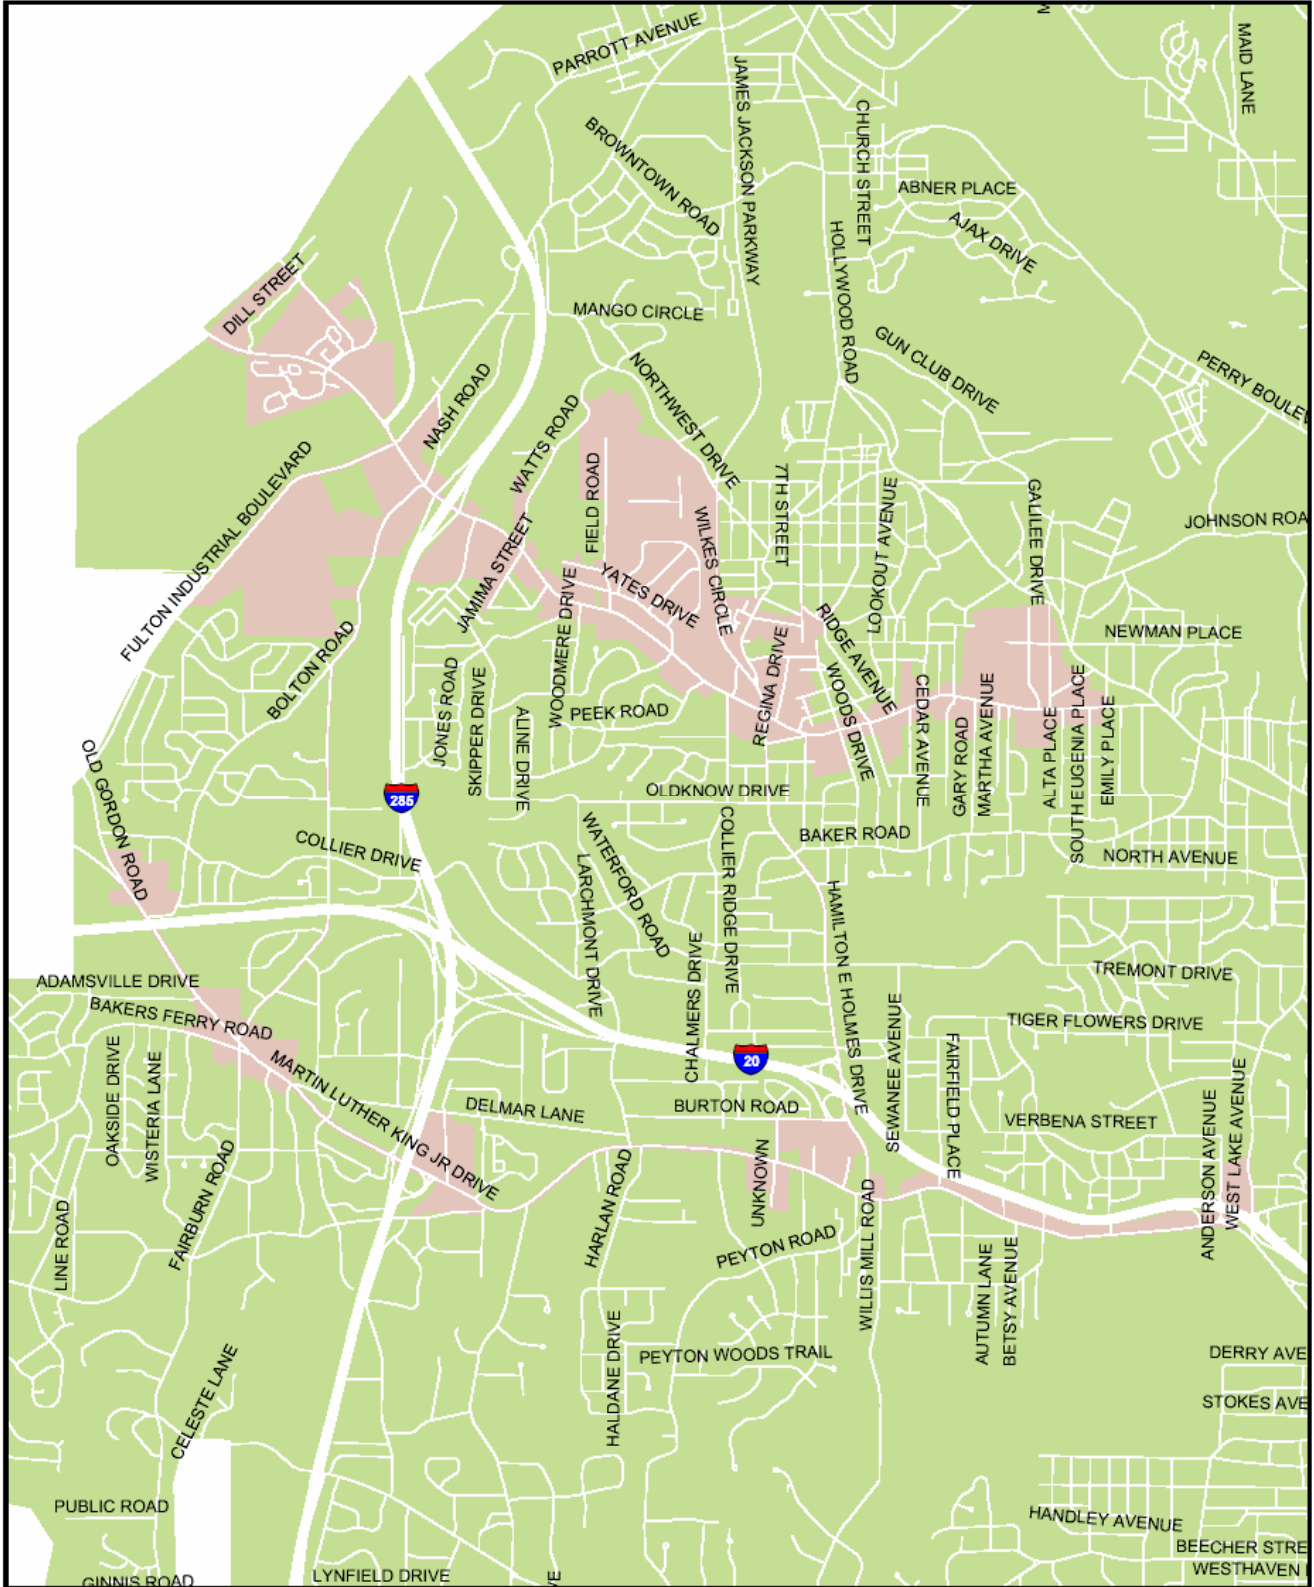 PARROTT AVENUE
MAID LANE
JAMES JACKSON PARKWAY
CHURCH STREET
BROWNTOWN ROAD
ABNER PLACE
AJAX DRIVE
HOLLYWOOD ROAD
DILL STREET
MANGO CIRCLE
GUN CLUB DRIVE
PERRY BOULEV
NASH ROAD
NORTHWEST DRIVE
WATTS ROAD
FULTON INDUSTRIAL BOULEVARD
FIELD ROAD
7TH STREET
LOOKOUT AVENUE
GALILEE DRIVE
JOHNSON ROA
WILKES CIRCLE
JAMIMA STREET
YATES DRIVE
WOODMERE DRIVE
RIDGE AVENUE
NEWMAN PLACE
BOLTON ROAD
REGINA DRIVE
WOODS DRIVE
JONES ROAD
SKIPPER DRIVE
ALINE DRIVE
PEEK ROAD
CEDAR AVENUE
GARY ROAD
MARTHA AVENUE
ALTA PLACE
SOUTH EUGENIA PLACE
EMILY PLACE
OLD GORDON ROAD
285
OLDKNOW DRIVE
COLLIER DRIVE
WATERFORD ROAD
LARCHMONT DRIVE
COLLIER RIDGE DRIVE
BAKER ROAD
NORTH AVENUE
HAMILTON E HOLMES DRIVE
CHALMERS DRIVE
ADAMSVILLE DRIVE
TREMONT DRIVE
BAKERS FERRY ROAD
TIGER FLOWERS DRIVE
SEWANEE AVENUE
FAIRFIELD PLACE
OAKSIDE DRIVE
WISTERIA LANE
MARTIN LUTHER KING JR DRIVE
20
DELMAR LANE
BURTON ROAD
VERBENA STREET
ANDERSON AVENUE
WEST LAKE AVENUE
LINE ROAD
FAIRBURN ROAD
HARLAN ROAD
UNKNOWN
PEYTON ROAD
WILLIS MILL ROAD
AUTUMN LANE
BETSY AVENUE
HALDANE DRIVE
PEYTON WOODS TRAIL
DERRY AVE
CELESTE LANE
STOKES AVE
PUBLIC ROAD
HANDLEY AVENUE
BEECHER STRE
WESTHAVEN
GINNIS ROAD
LYNFIELD DRIVE
VE